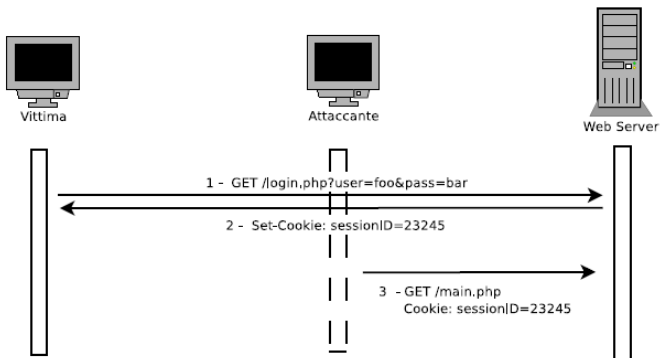 Vittima
Attaccante
Web Server
1 - GET /login.php?user=foo&pass=bar
2 - Set-Cookie: sessionID=23245
3 - GET /main.php
Cookie: sessionID=23245